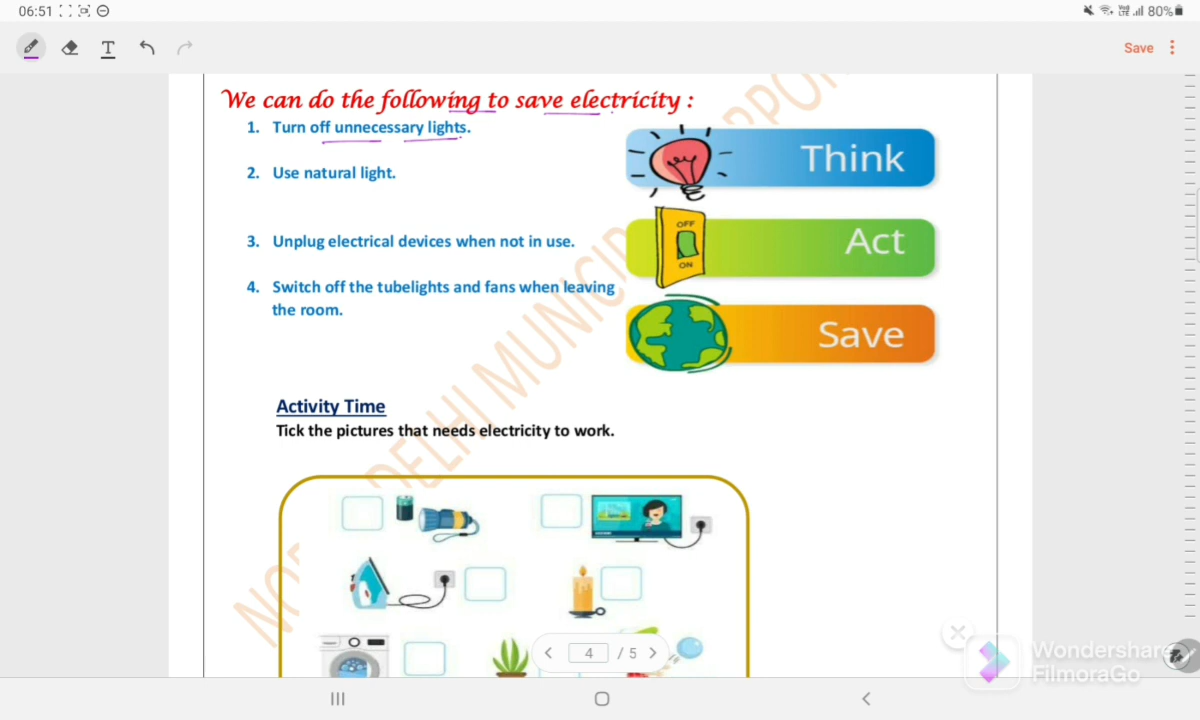 06:51
80%
Save
We can do the following to save electricity :
1. Turn off unnecessary lights.
2. Use natural light.
3. Unplug electrical devices when not in use.
4. Switch off the tubelights and fans when leaving
the room.
Think
OFF
ON
Act
Save
Activity Time
Tick the pictures that needs electricity to work.
4 / 5
Wondershare
FilmoraGo